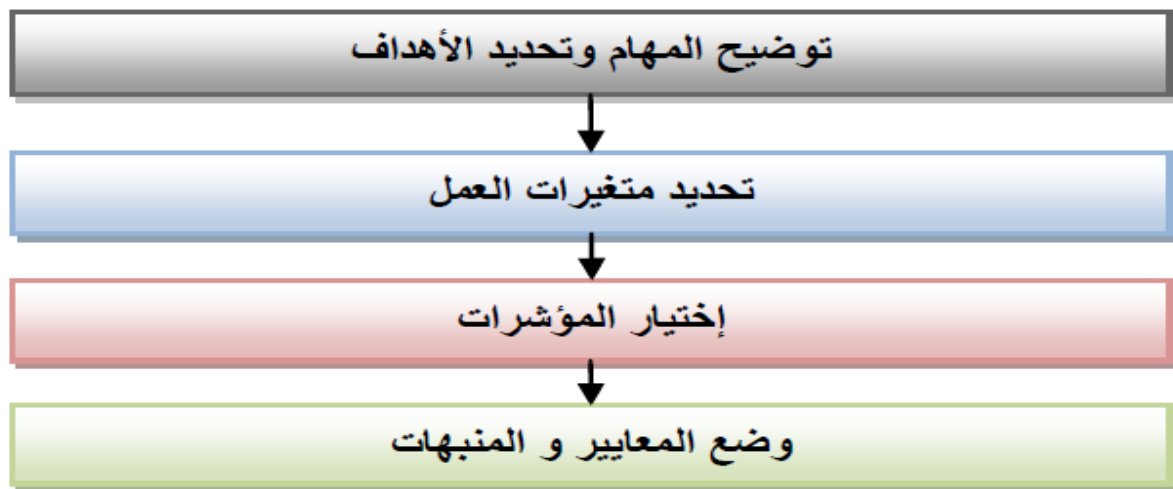 توضيح المهام وتحديد الأهداف
تحديد متغيرات العمل
إختيار المؤشرات
وضع المعايير و المنبهات